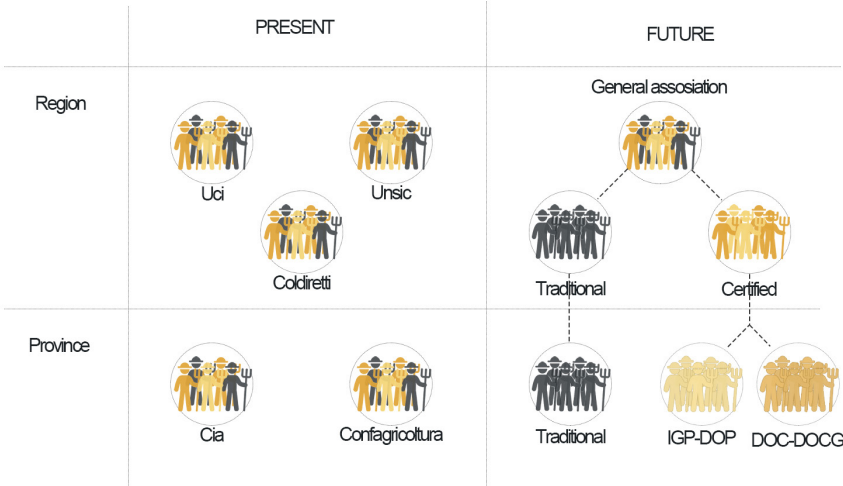 PRESENT
FUTURE
General assosiation
Region
Uci
Unsic
Coldiretti
Traditional
Certified
Province
Cia
Confagricoltura
Traditional
IGP-DOP
DOC-DOCG